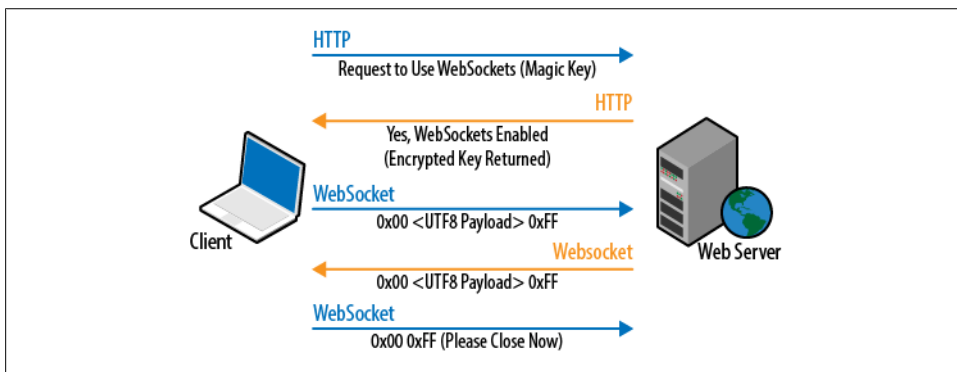 HTTP
Request to Use WebSockets (Magic Key)
HTTP
Yes, WebSockets Enabled
(Encrypted Key Returned)
WebSocket
0x00 <UTF8 Payload> 0xFF
Client
Websocket
Web Server
0x00 <UTF8 Payload> 0xFF
WebSocket
0x00 0xFF (Please Close Now)